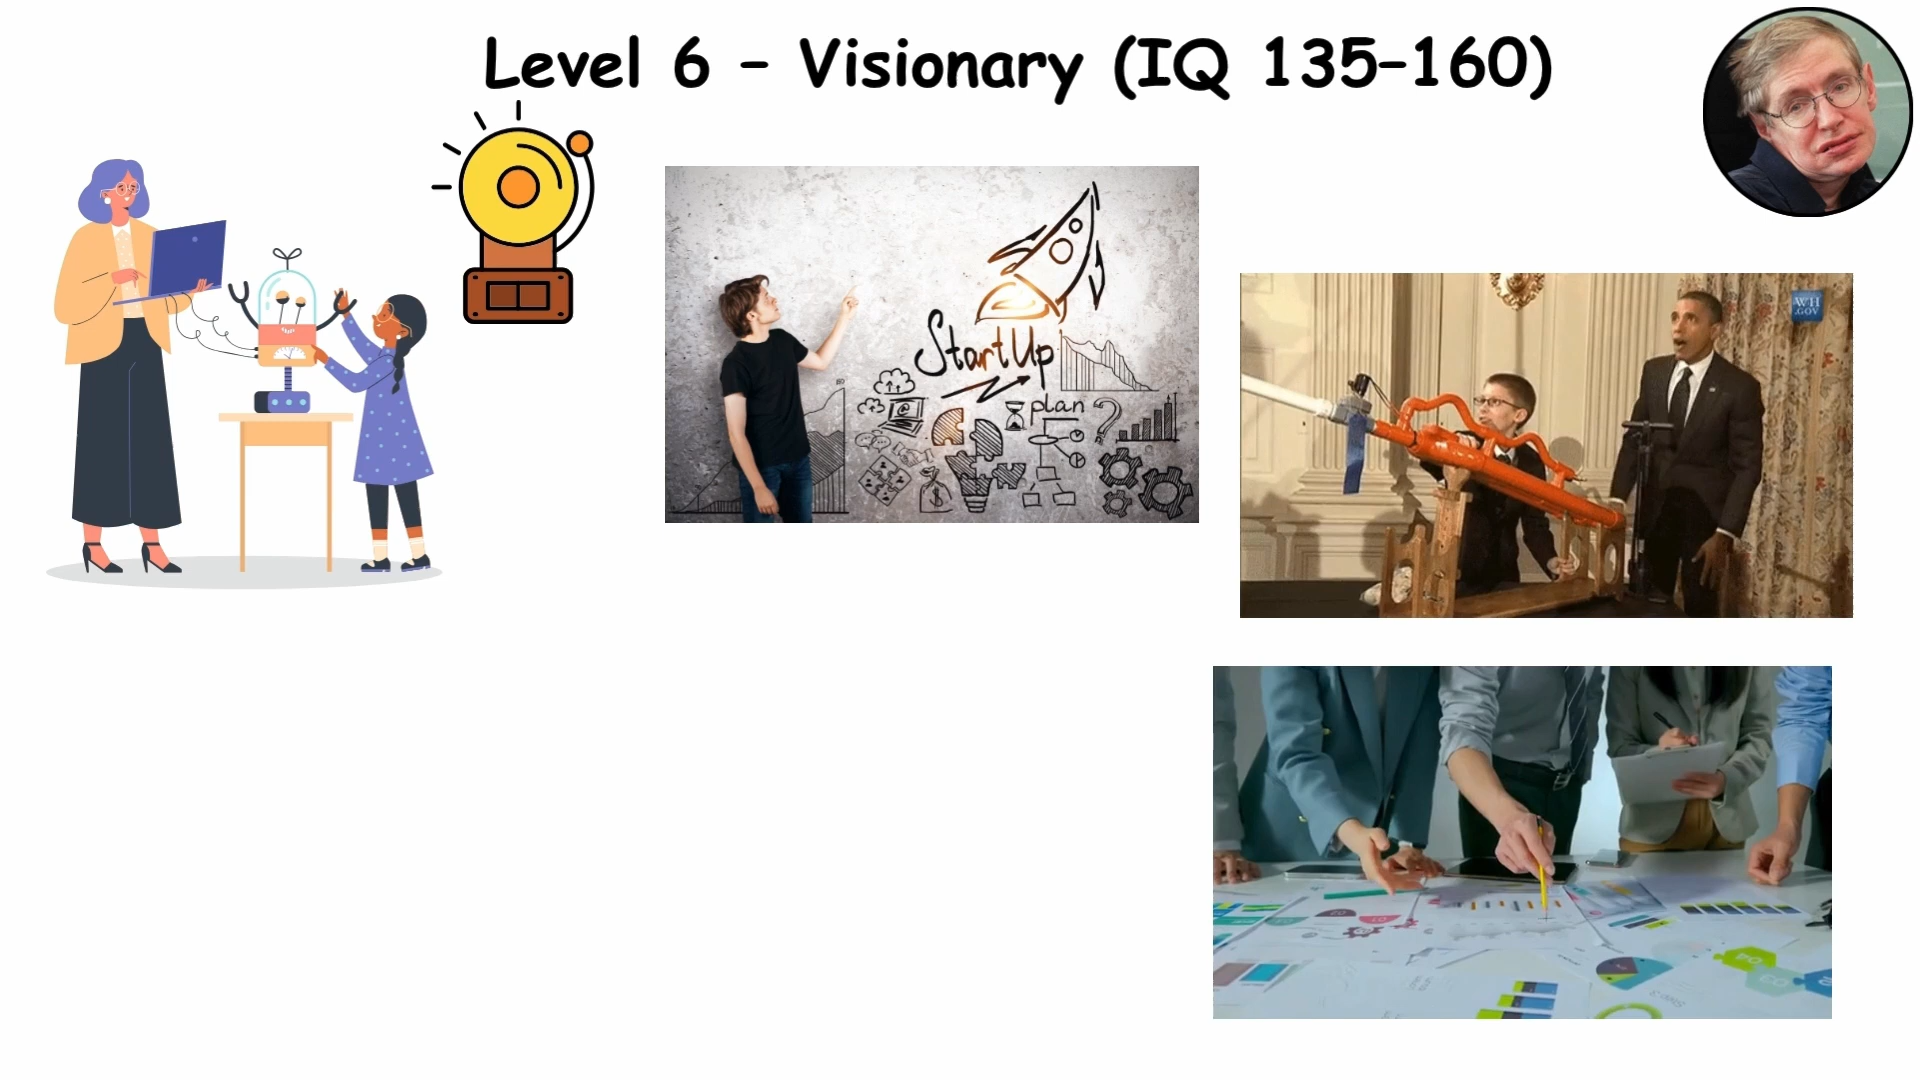 Level 6 – Visionary (IQ 135–160)
StartUp
plan
WH
.GOV